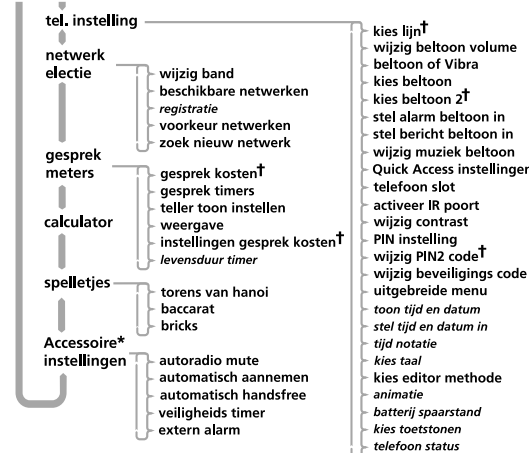 tel. instelling
netwerk
electie
wijzig band
beschikbare netwerken
registratie
voorkeur netwerken
zoek nieuw netwerk
gesprek
meters
gesprek kosten†
gesprek timers
teller toon instellen
weergave
instellingen gesprek kosten†
levensduur timer
calculator
spelletjes
torens van hanoi
baccarat
bricks
Accessoire*
instellingen
autoradio mute
automatisch aannemen
automatisch handsfree
veiligheids timer
extern alarm
kies lijn†
wijzig beltoon volume
beltoon of Vibra
kies beltoon
kies beltoon 2†
stel alarm beltoon in
stel bericht beltoon in
wijzig muziek beltoon
Quick Access instellingen
telefoon slot
activeer IR poort
wijzig contrast
PIN instelling
wijzig PIN2 code†
wijzig beveiligings code
uitgebreide menu
toon tijd en datum
stel tijd en datum in
tijd notatie
kies taal
kies editor methode
animatie
batterij spaarstand
kies toetstonen
telefoon status